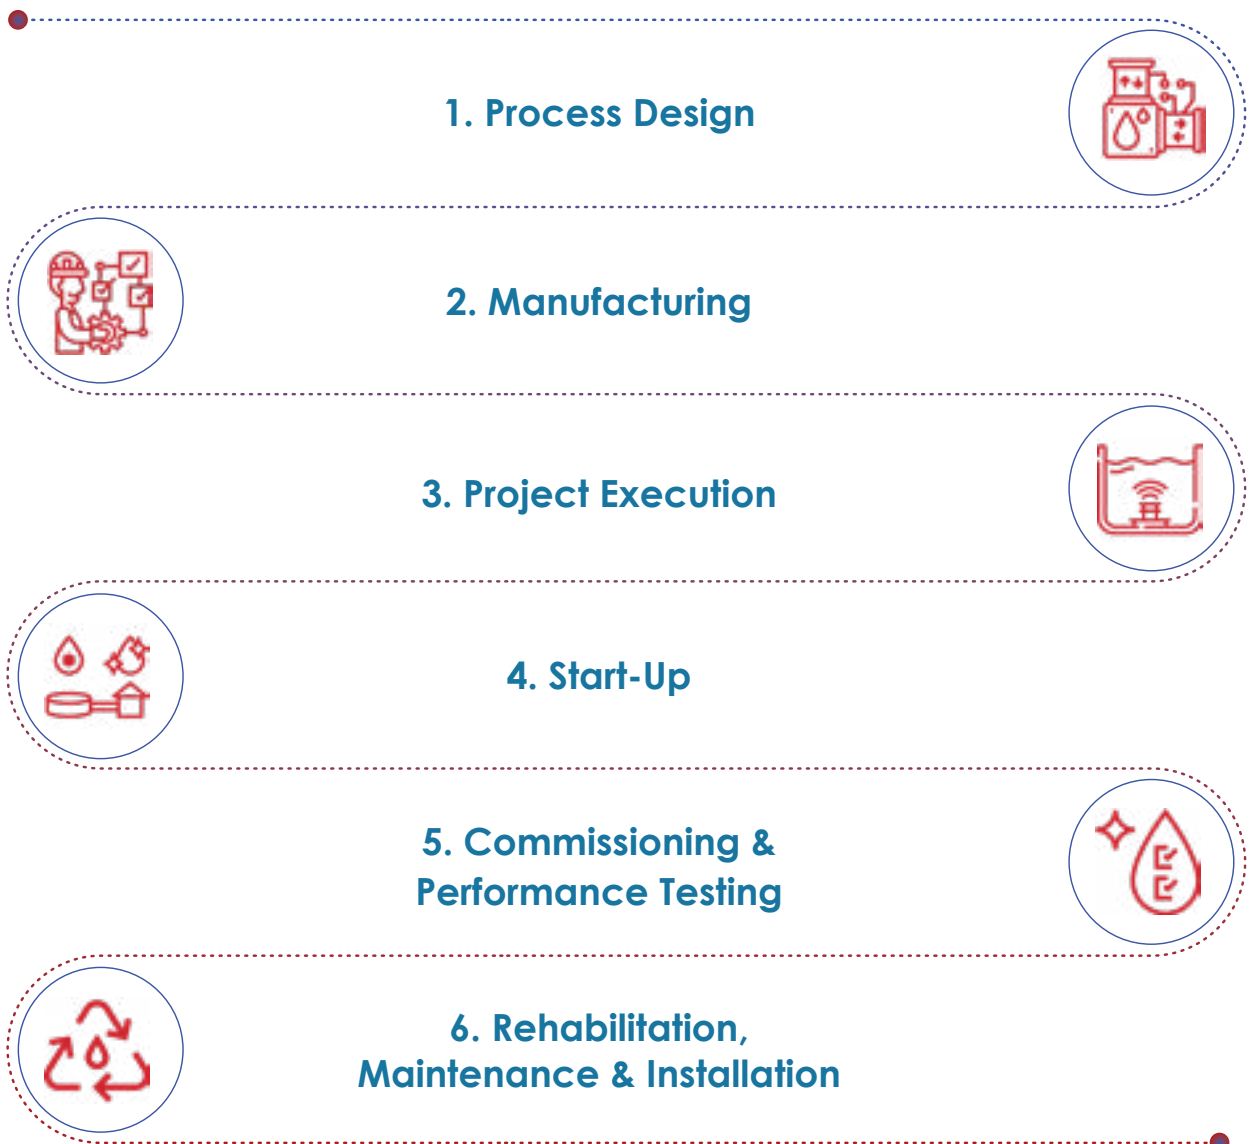 1. Process Design
2. Manufacturing
3. Project Execution
4. Start-Up
5. Commissioning &
Performance Testing
6. Rehabilitation,
Maintenance & Installation